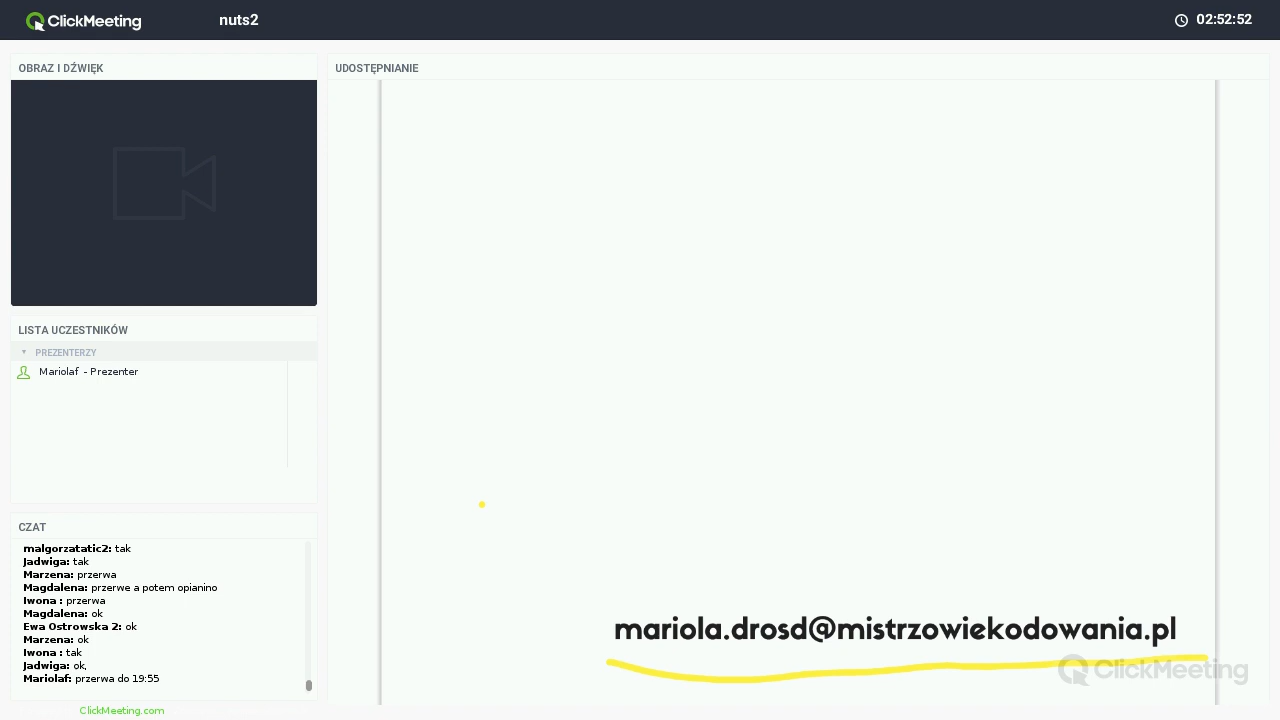 ClickMeeting
nuts2
02:52:52
OBRAZ I DŹWIĘK
UDOSTĘPNIANIE
LISTA UCZESTNIKÓW
PREZENTERZY
Mariolaf - Prezenter
CZAT
malgorzatatic2: tak
Jadwiga: tak
Marzena: przerwa
Magdalena: przerwe a potem opianino
Iwona : przerwa
Magdalena: ok
Ewa Ostrowska 2: ok
Marzena: ok
Iwona : tak
Jadwiga: ok,
Mariolaf: przerwa do 19:55
mariola.drosd@mistrzowiekodowania.pl
ClickMeeting
ClickMeeting.com